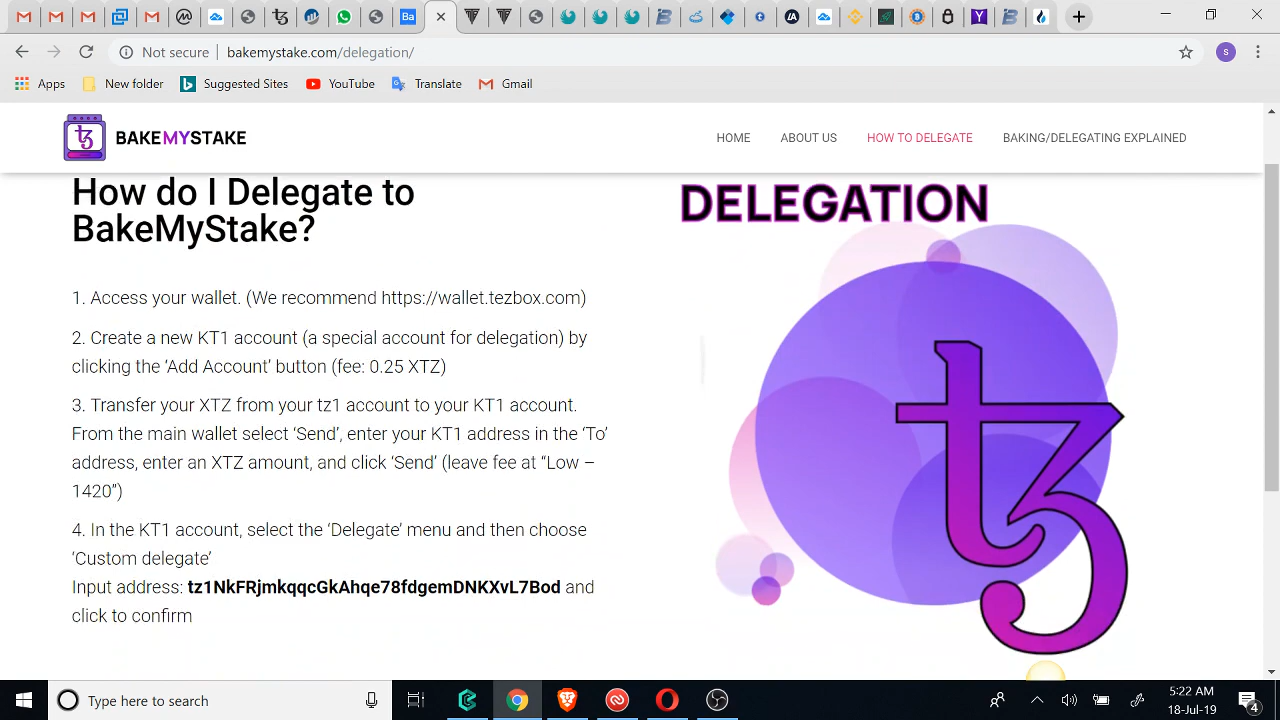 Ba
Not secure
bakemystake.com/delegation/
s
Apps
New folder
Suggested Sites
YouTube
Translate
Gmail
BAKEMYSTAKE
HOME
ABOUT US
HOW TO DELEGATE
BAKING/DELEGATING EXPLAINED
How do I Delegate to
BakeMyStake?
DELEGATION
1. Access your wallet. (We recommend https://wallet.tezbox.com)
2. Create a new KT1 account (a special account for delegation) by
clicking the ‘Add Account’ button (fee: 0.25 XTZ)
3. Transfer your XTZ from your tz1 account to your KT1 account.
From the main wallet select ‘Send’, enter your KT1 address in the ‘To’
address, enter an XTZ amount, and click ‘Send’ (leave fee at “Low –
1420”)
4. In the KT1 account, select the ‘Delegate’ menu and then choose
‘Custom delegate’
Input address: tz1NkFRjmkqqcGkAhqe78fdgemDNKXvL7Bod and
click to confirm
Type here to search
5:22 AM
18-Jul-19
4